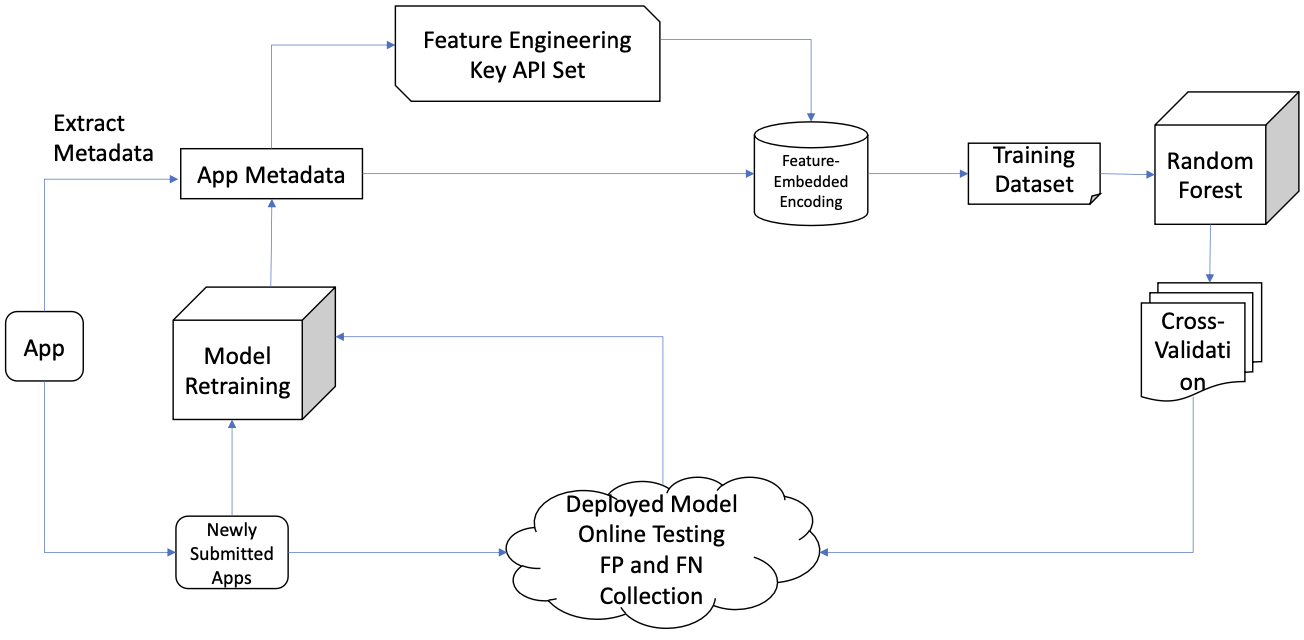 Feature Engineering
Key API Set
Extract
Metadata
App Metadata
Feature-
Embedded
Encoding
Training
Dataset
Random
Forest
App
Model
Retraining
Cross-
Validati
on
Newly
Submitted
Apps
Deployed Model
Online Testing
FP and FN
Collection